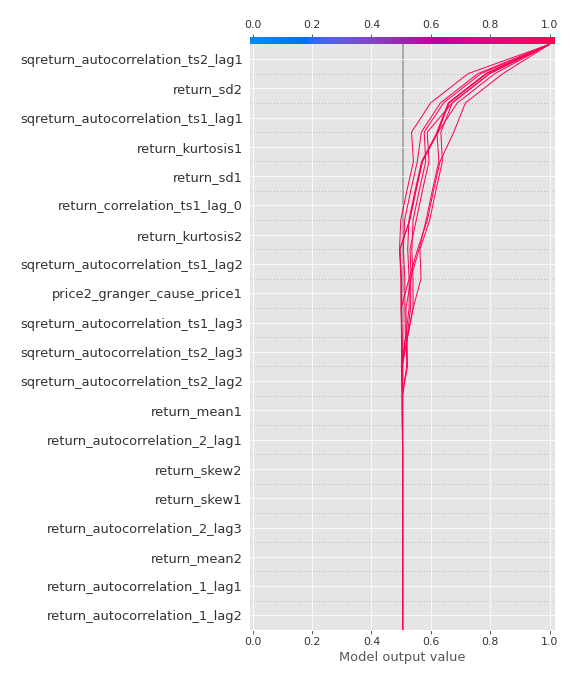 0.0 0.2 0.4 0.6 0.8 1.0
sqreturn_autocorrelation_ts2_lag1
return_sd2
sqreturn_autocorrelation_ts1_lag1
return_kurtosis1
return_sd1
return_correlation_ts1_lag_0
return_kurtosis2
sqreturn_autocorrelation_ts1_lag2
price2_granger_cause_price1
sqreturn_autocorrelation_ts1_lag3
sqreturn_autocorrelation_ts2_lag3
sqreturn_autocorrelation_ts2_lag2
return_mean1
return_autocorrelation_2_lag1
return_skew2
return_skew1
return_autocorrelation_2_lag3
return_mean2
return_autocorrelation_1_lag1
return_autocorrelation_1_lag2
0.0 0.2 0.4 0.6 0.8 1.0
Model output value